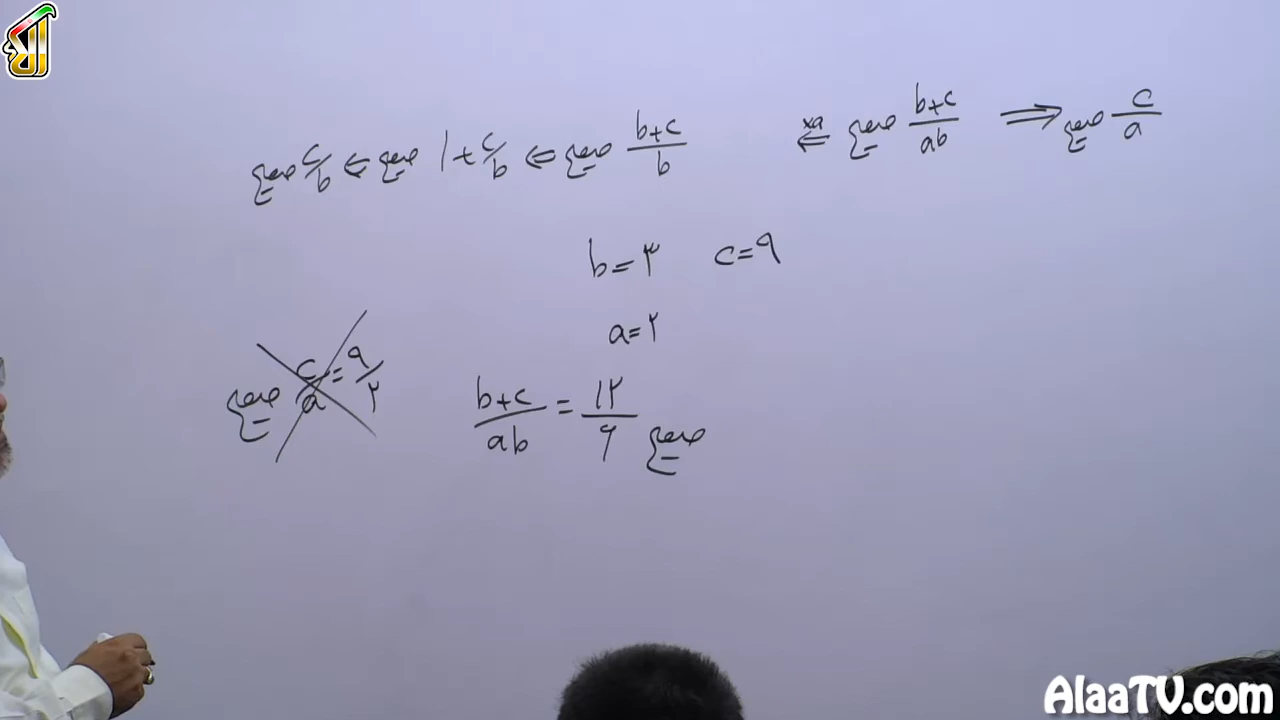 صحیح c/b ⇐ صحیح 1+c/b ⇐ صحیح (b+c)/b ⇐ ×a صحیح (b+c)/ab ⟹ صحیح c/a
b=۳ c=۹
a=۲
صحیح c/a = ۹/۲
(b+c)/ab = ۱۲/۶ صحیح
AlaaTV.com